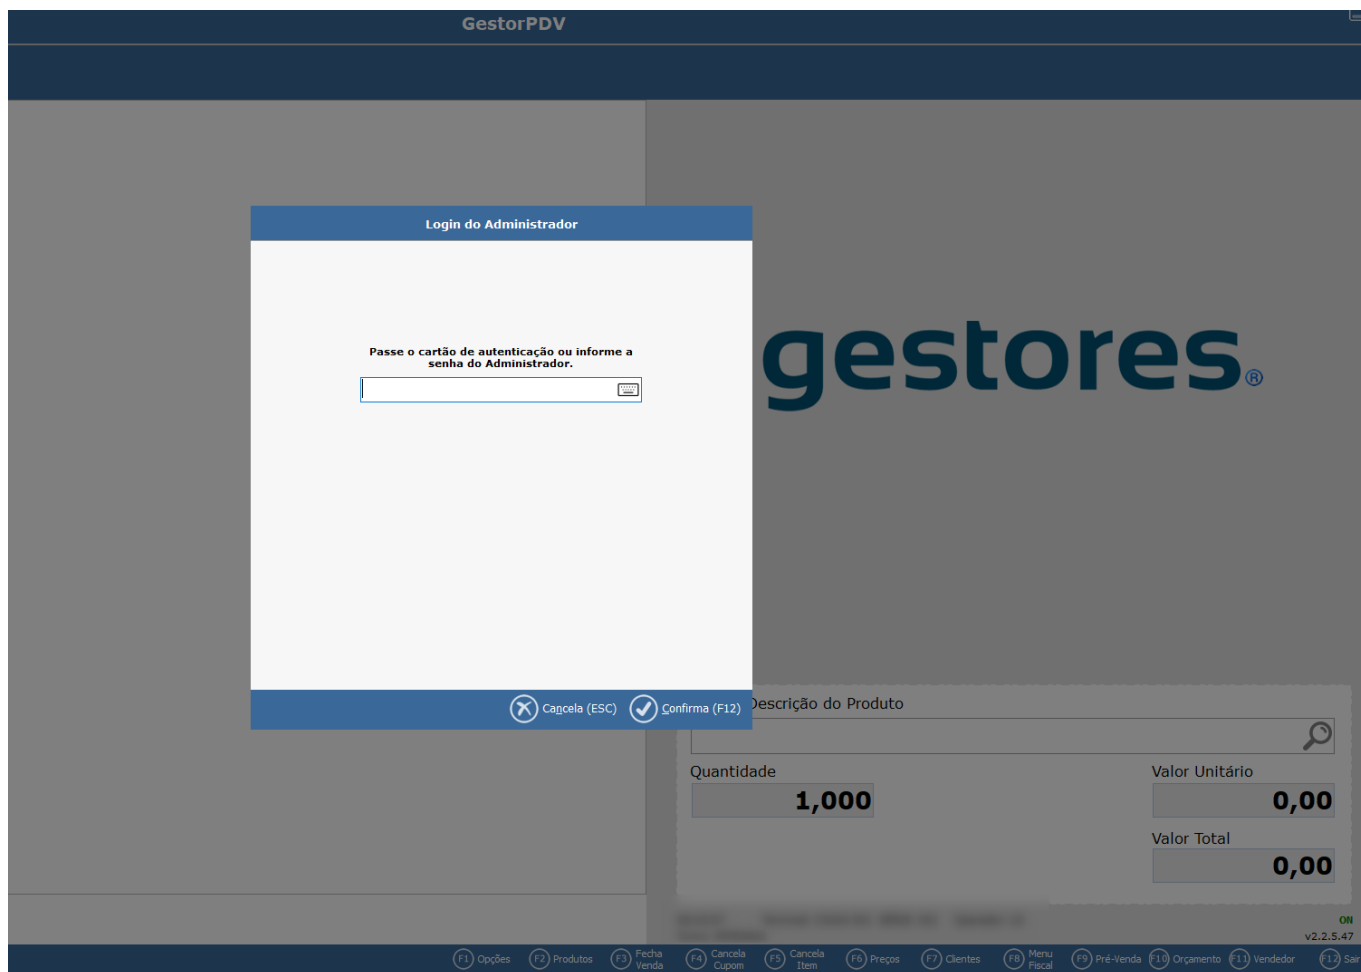 GestorPDV
Login do Administrador
Passe o cartão de autenticação ou informe a
senha do Administrador.
Cancela (ESC)
Confirma (F12)
gestores®
Descrição do Produto
Quantidade
Valor Unitário
1,000
0,00
Valor Total
0,00
ON
v2.2.5.47
F1 Opções
F2 Produtos
F3 Fecha
Venda
F4 Cancela
Cupom
F5 Cancela
Item
F6 Preços
F7 Clientes
F8 Menu
Fiscal
F9 Pré-Venda
F10 Orçamento
F11 Vendedor
F12 Sair